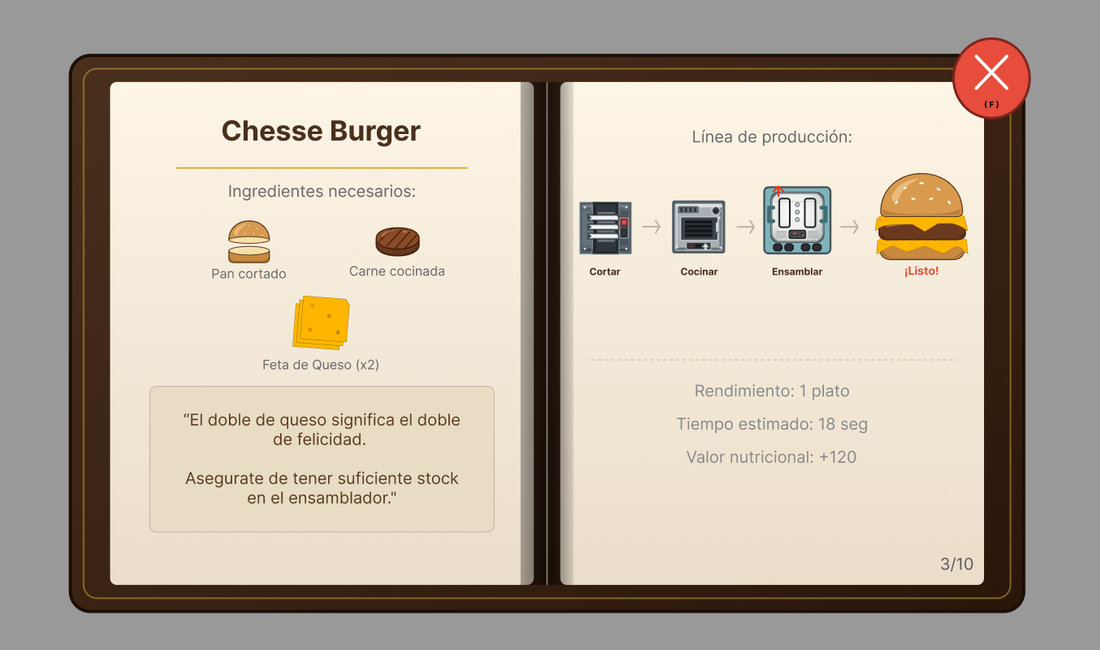 Chesse Burger
Ingredientes necesarios:
Pan cortado
Carne cocinada
Feta de Queso (x2)
“El doble de queso significa el doble
de felicidad.
Asegurate de tener suficiente stock
en el ensamblador."
(F)
Línea de producción:
Cortar
Cocinar
Ensamblar
¡Listo!
Rendimiento: 1 plato
Tiempo estimado: 18 seg
Valor nutricional: +120
3/10